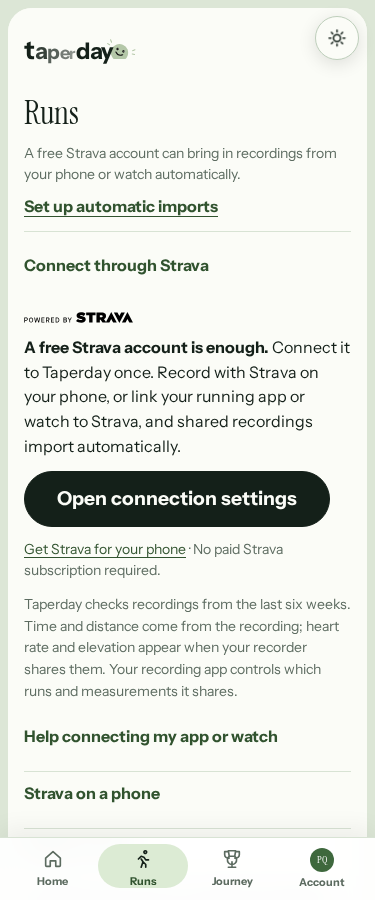 taperday
Runs
A free Strava account can bring in recordings from
your phone or watch automatically.
Set up automatic imports
Connect through Strava
POWERED BY STRAVA
A free Strava account is enough. Connect it
to Taperday once. Record with Strava on
your phone, or link your running app or
watch to Strava, and shared recordings
import automatically.
Open connection settings
Get Strava for your phone · No paid Strava
subscription required.
Taperday checks recordings from the last six weeks.
Time and distance come from the recording; heart
rate and elevation appear when your recorder
shares them. Your recording app controls which
runs and measurements it shares.
Help connecting my app or watch
Strava on a phone
PQ
Home Runs Journey Account